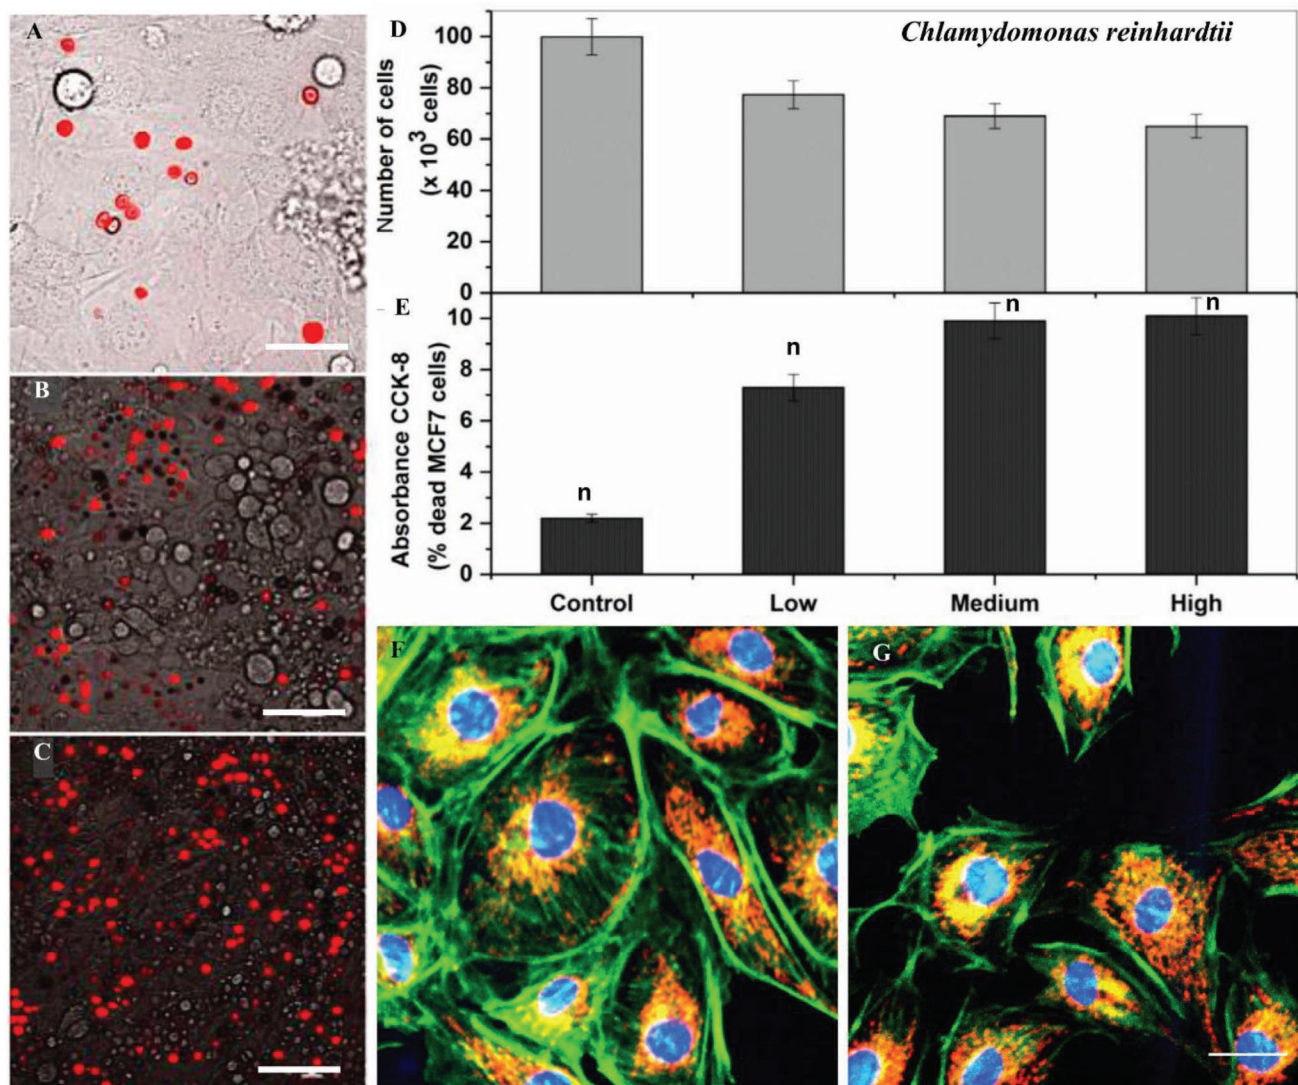 A
B
C
D
Chlamydomonas reinhardtii
Number of cells
(x 10³ cells)
100
80
60
40
20
0
E
Absorbance CCK-8
(% dead MCF7 cells)
10
8
6
4
2
0
n
n
n
n
Control
Low
Medium
High
F
G